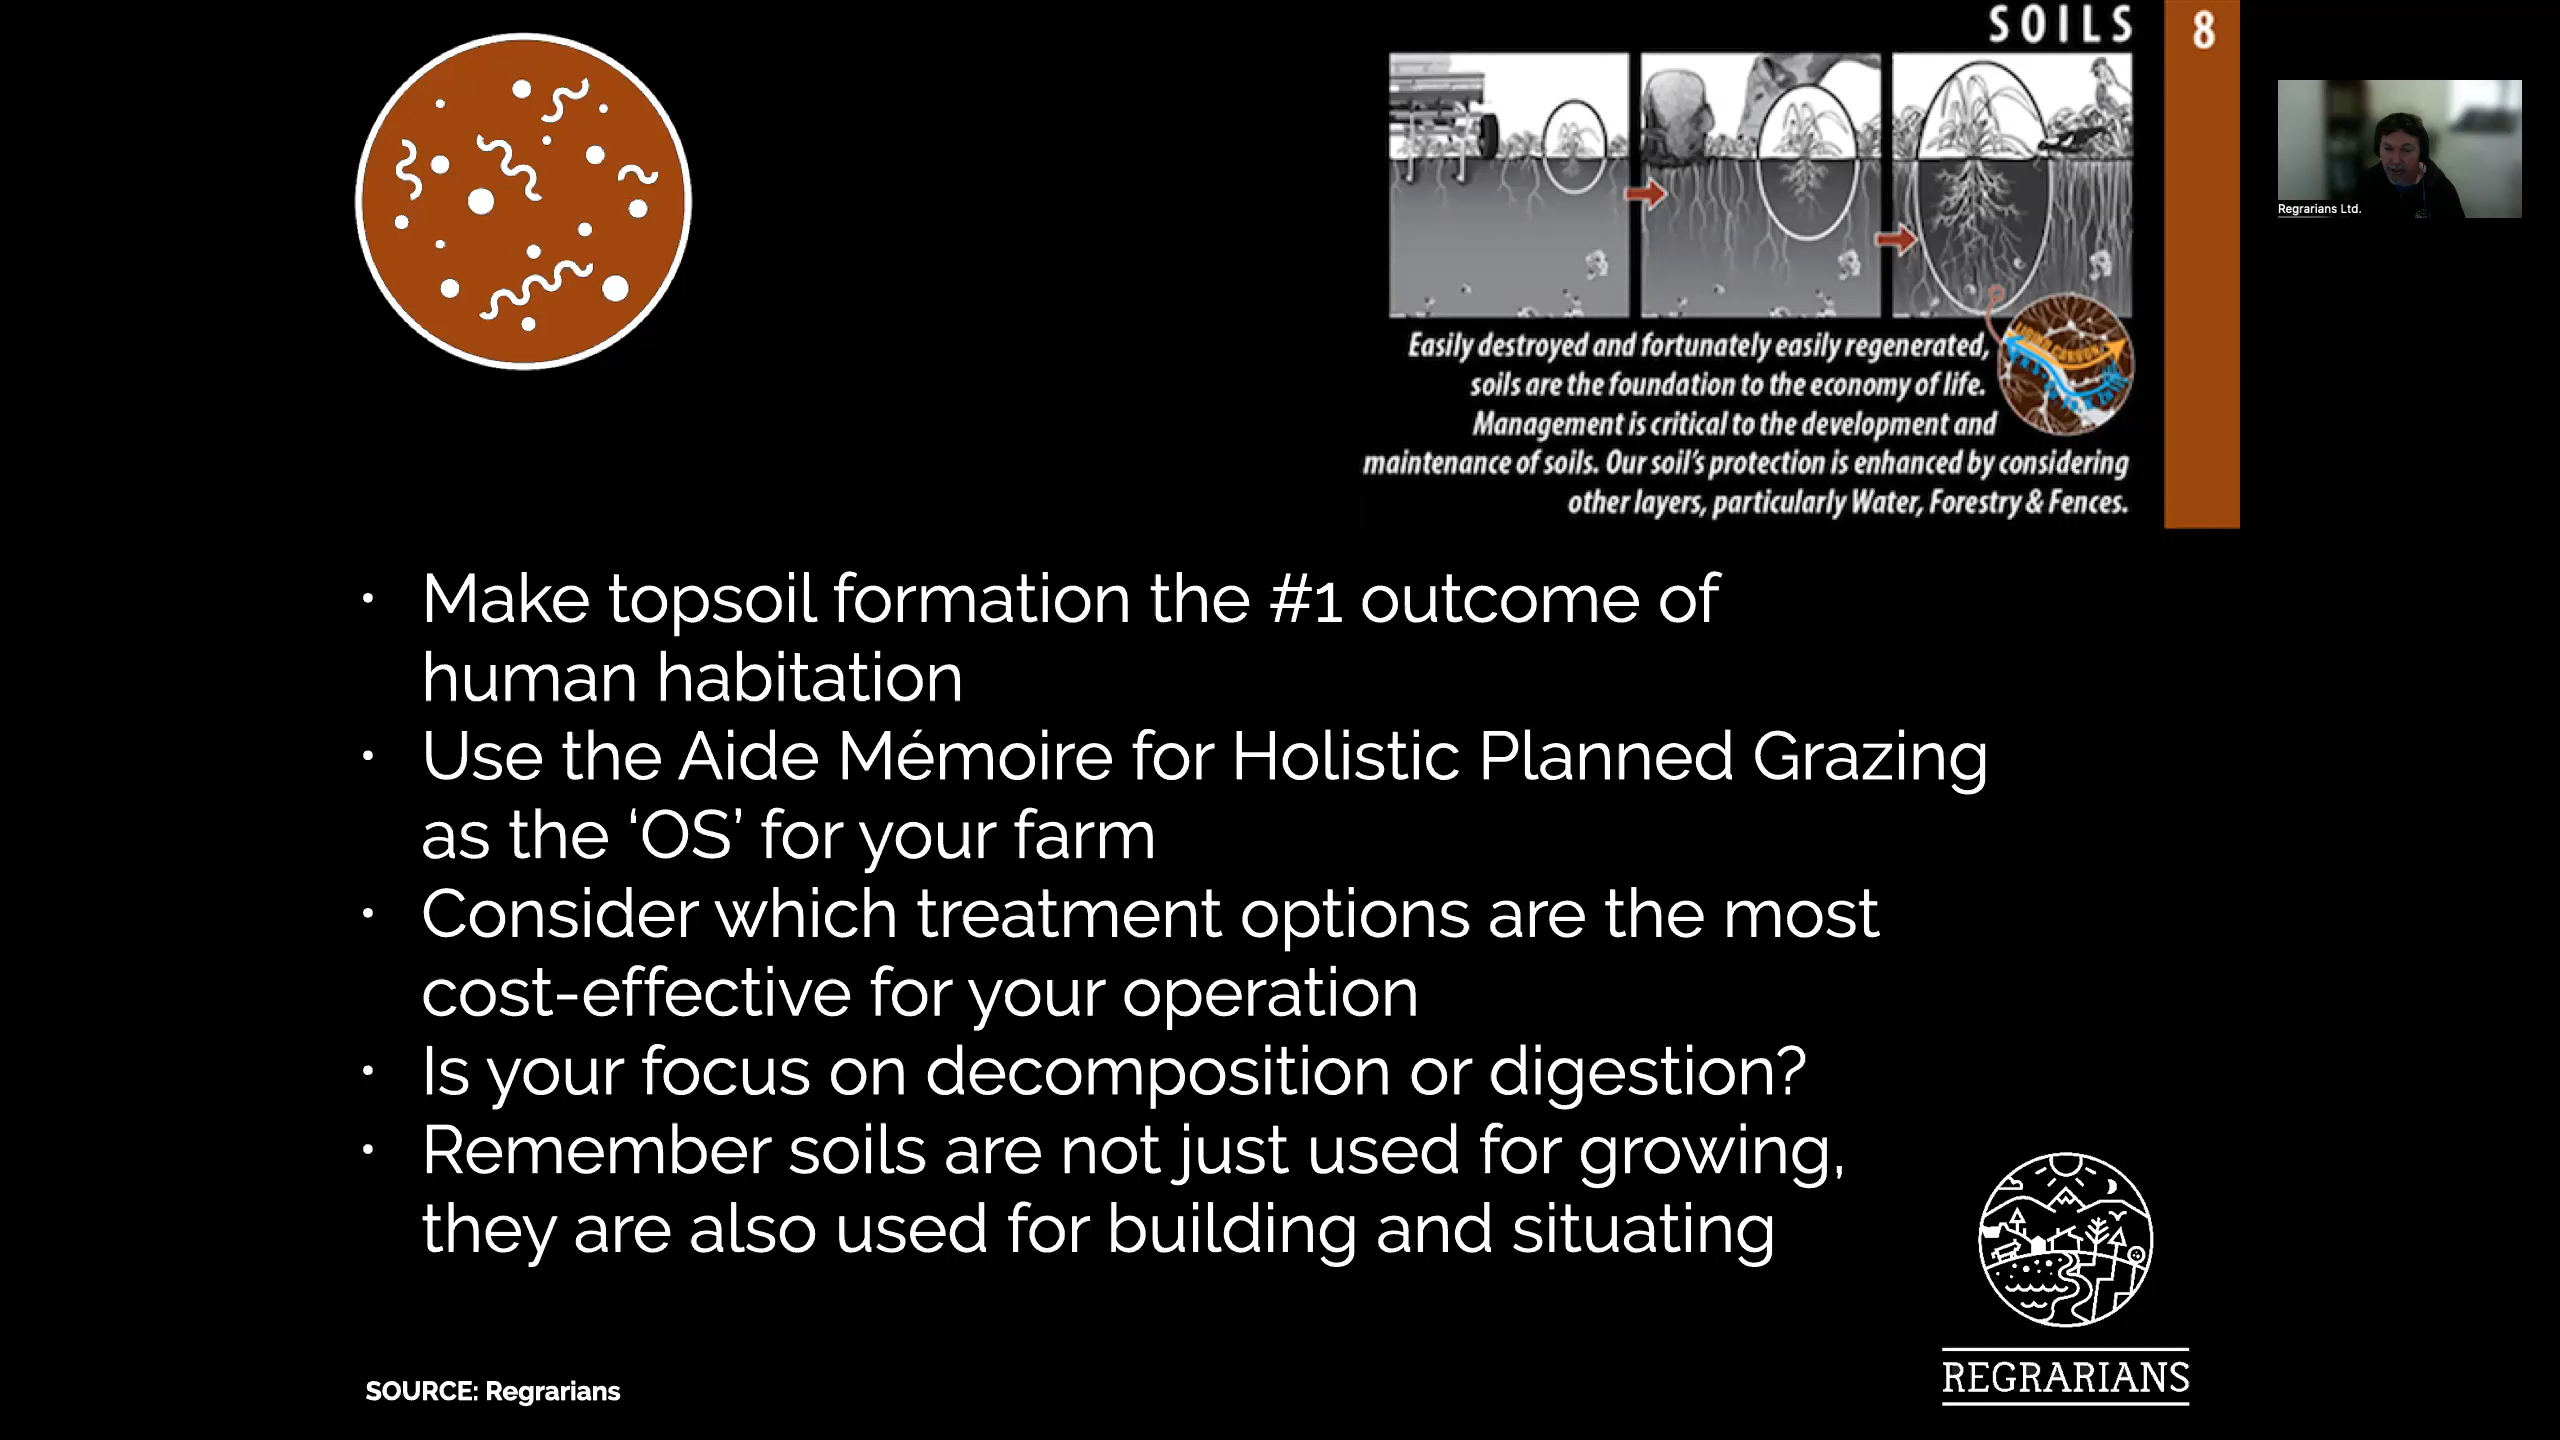 SOILS
8
Regrarians Ltd.
Easily destroyed and fortunately easily regenerated,
soils are the foundation to the economy of life.
Management is critical to the development and
maintenance of soils. Our soil's protection is enhanced by considering
other layers, particularly Water, Forestry & Fences.
LIQUID CARBON
• Make topsoil formation the #1 outcome of
human habitation
• Use the Aide Mémoire for Holistic Planned Grazing
as the ‘OS’ for your farm
• Consider which treatment options are the most
cost-effective for your operation
• Is your focus on decomposition or digestion?
• Remember soils are not just used for growing,
they are also used for building and situating
SOURCE: Regrarians
REGRARIANS